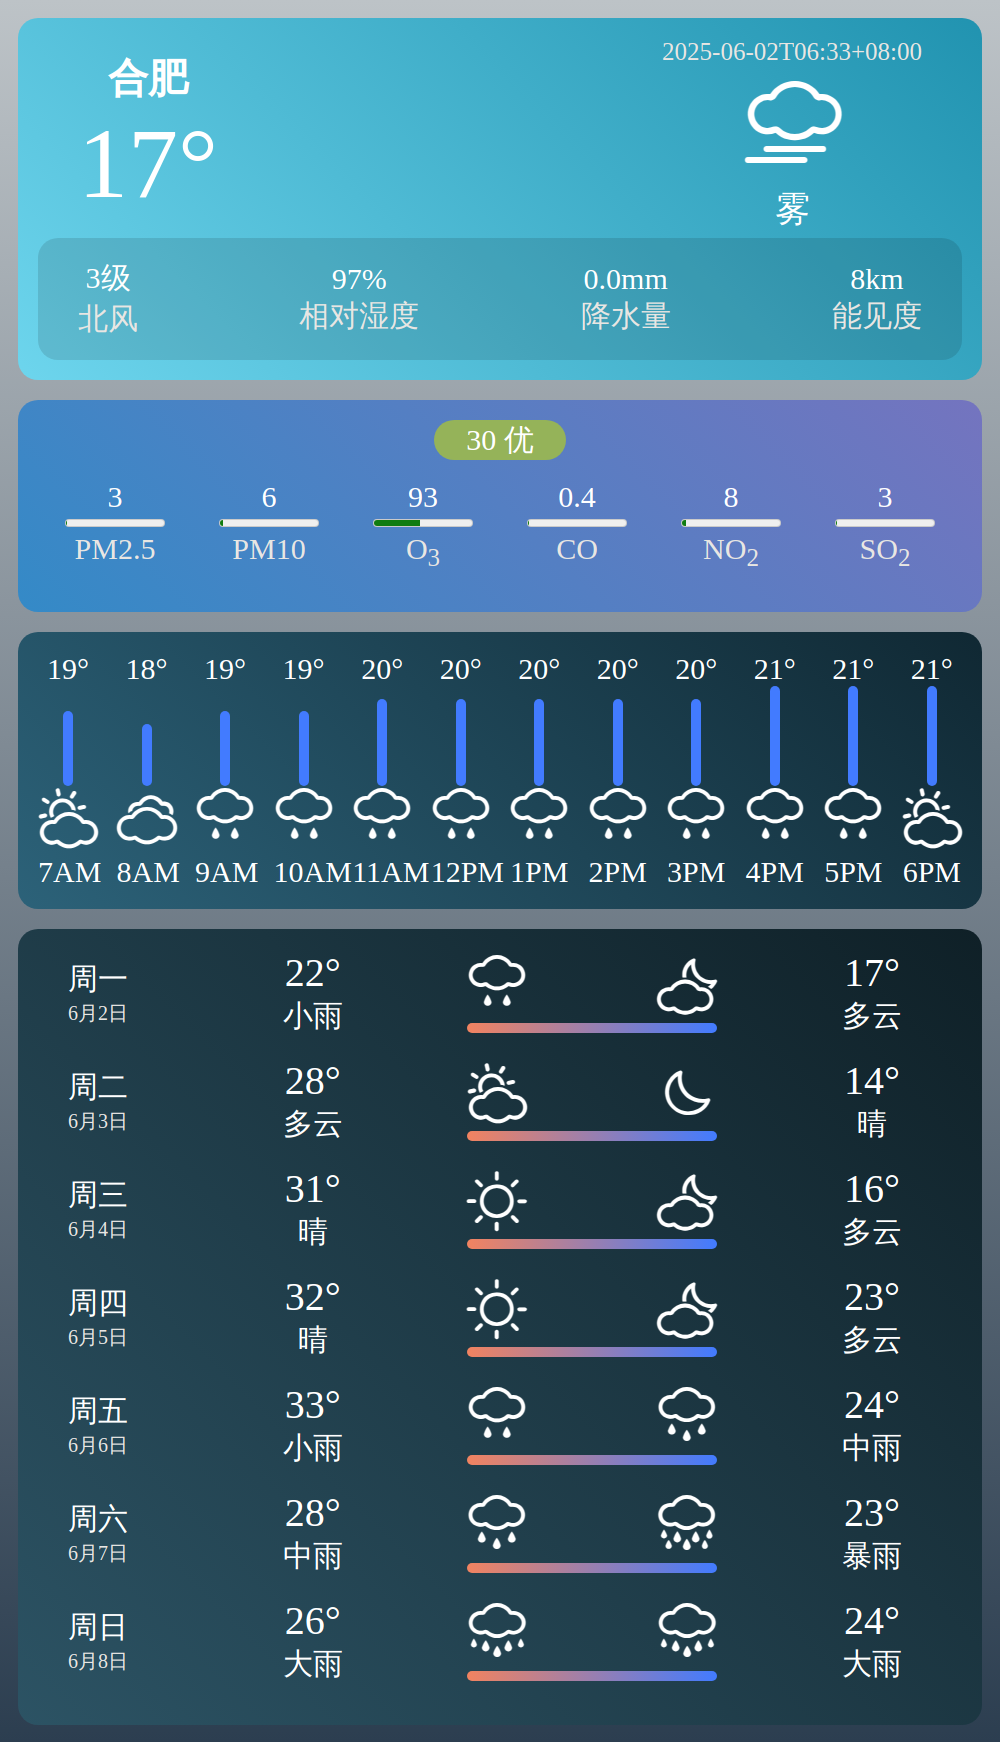 合肥
17°
2025-06-02T06:33+08:00
雾
3级 97% 0.0mm 8km
北风 相对湿度 降水量 能见度
30 优
3 6 93 0.4 8 3
PM2.5 PM10 O3 CO NO2 SO2
19° 18° 19° 19° 20° 20° 20° 20° 20° 21° 21° 21°
7AM 8AM 9AM 10AM 11AM 12PM 1PM 2PM 3PM 4PM 5PM 6PM
周一 22° 17°
6月2日 小雨 多云
周二 28° 14°
6月3日 多云 晴
周三 31° 16°
6月4日 晴 多云
周四 32° 23°
6月5日 晴 多云
周五 33° 24°
6月6日 小雨 中雨
周六 28° 23°
6月7日 中雨 暴雨
周日 26° 24°
6月8日 大雨 大雨